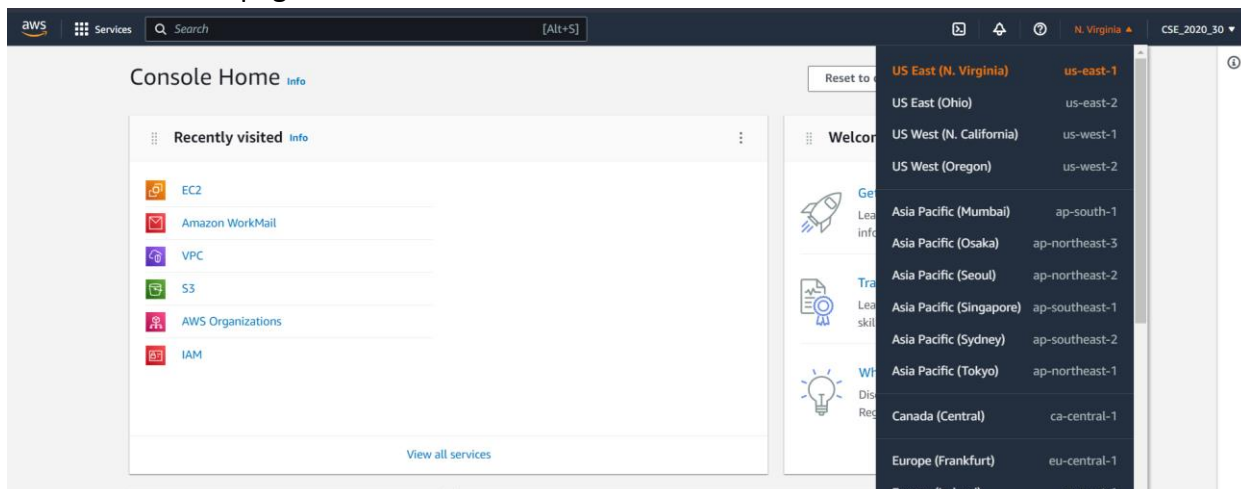 aws Services Search [Alt+S] N. Virginia CSE_2020_30
Console Home Info
Reset to
Recently visited Info
EC2
Amazon WorkMail
VPC
S3
AWS Organizations
IAM
View all services
US East (N. Virginia) us-east-1
US East (Ohio) us-east-2
US West (N. California) us-west-1
US West (Oregon) us-west-2
Asia Pacific (Mumbai) ap-south-1
Asia Pacific (Osaka) ap-northeast-3
Asia Pacific (Seoul) ap-northeast-2
Asia Pacific (Singapore) ap-southeast-1
Asia Pacific (Sydney) ap-southeast-2
Asia Pacific (Tokyo) ap-northeast-1
Canada (Central) ca-central-1
Europe (Frankfurt) eu-central-1